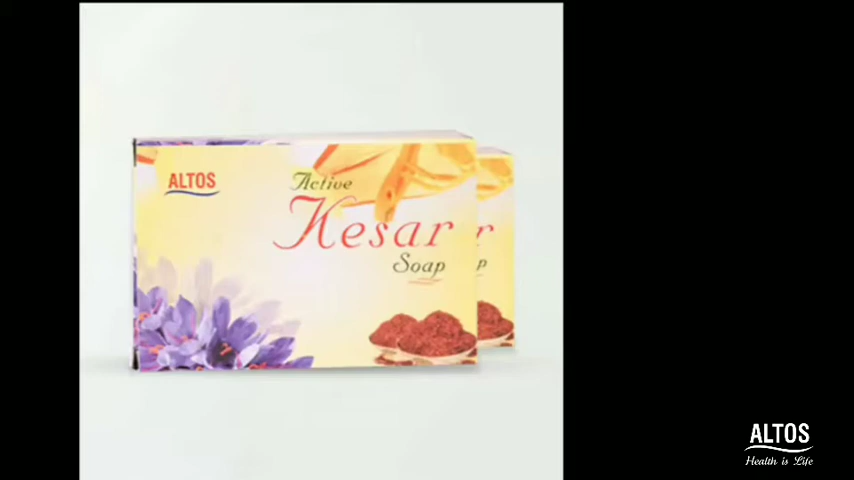 ALTOS
Active
Kesar
Soap
r
p
ALTOS
Health is Life